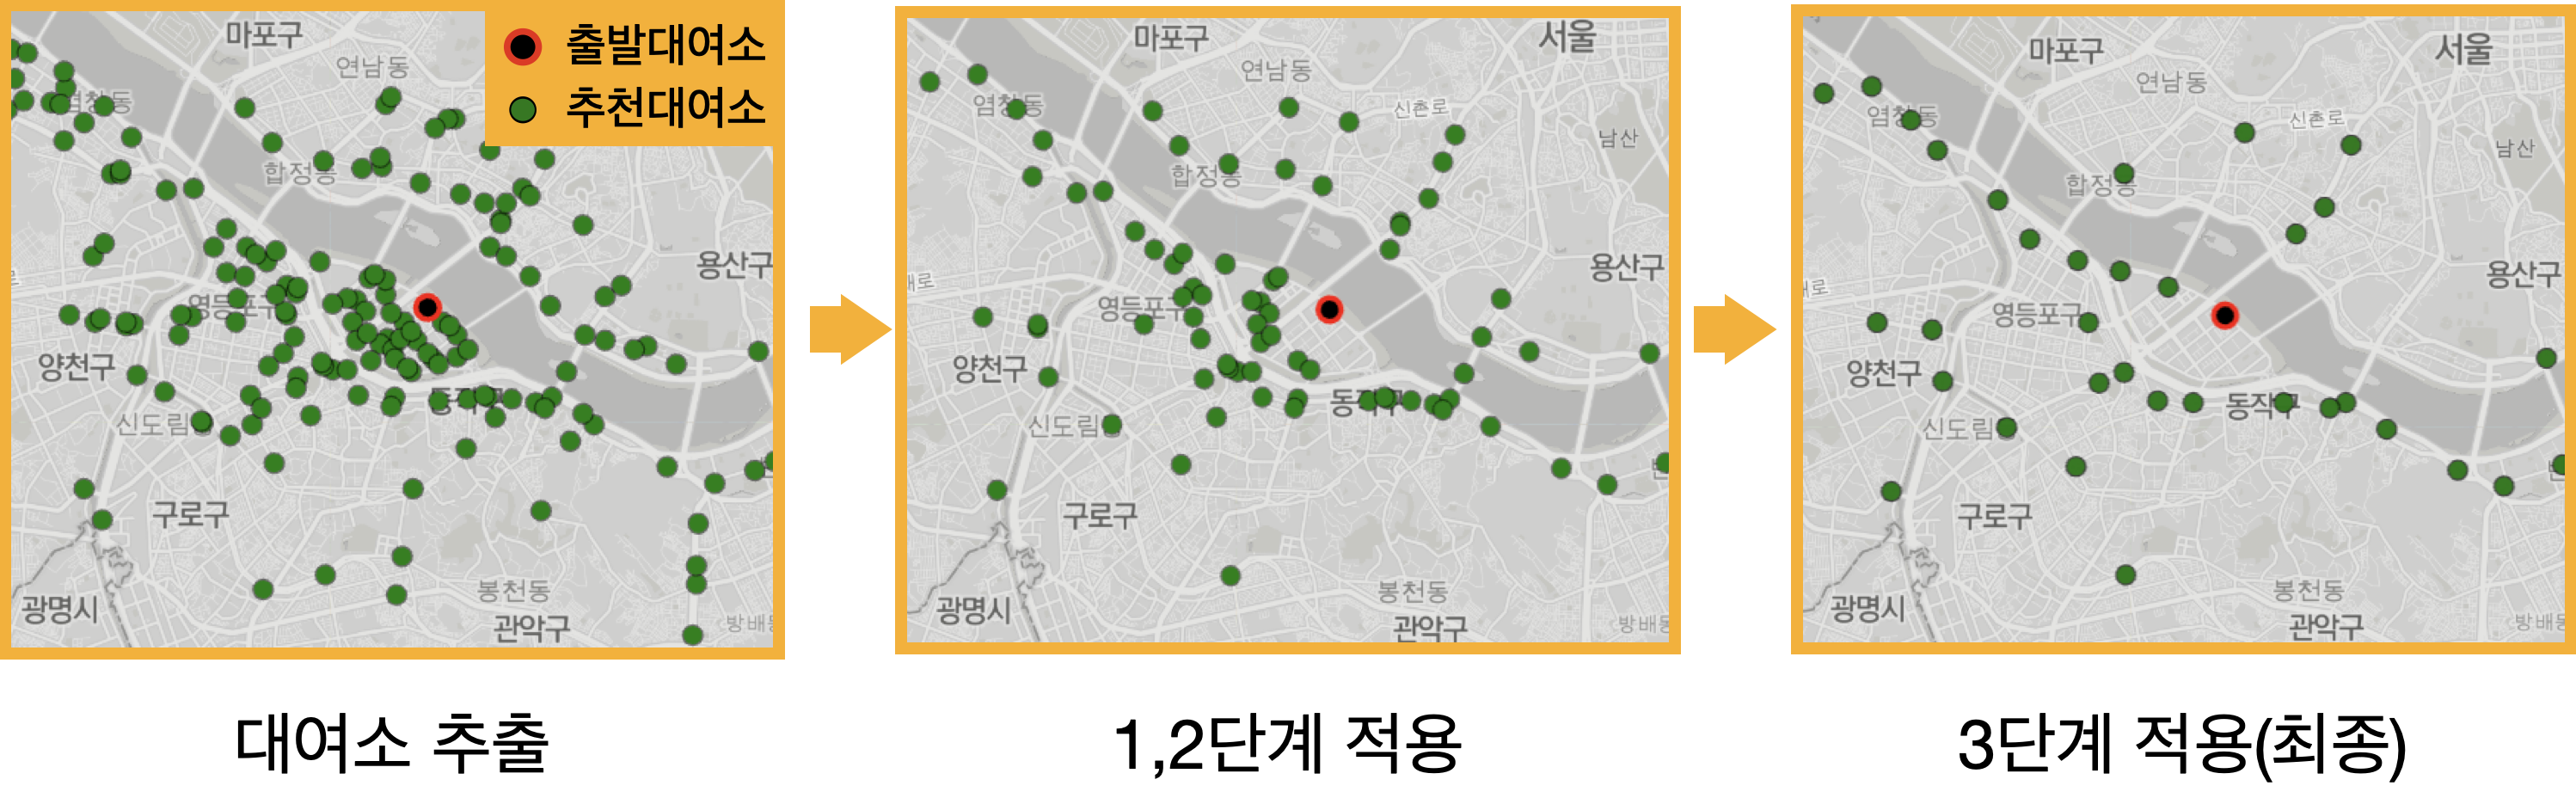 마포구
연남동
출발대여소
추천대여소
염창동
합정동
용산구
영등포구
양천구
동작구
신도림동
구로구
봉천동
광명시
관악구
방배동
대여소 추출
마포구
서울
연남동
염창동
신촌로
남산
합정동
용산구
영등포구
양천구
동작구
신도림동
구로구
봉천동
광명시
관악구
방배동
1,2단계 적용
마포구
서울
연남동
염창동
신촌로
남산
합정동
용산구
영등포구
양천구
동작구
신도림동
구로구
봉천동
광명시
관악구
방배동
3단계 적용(최종)